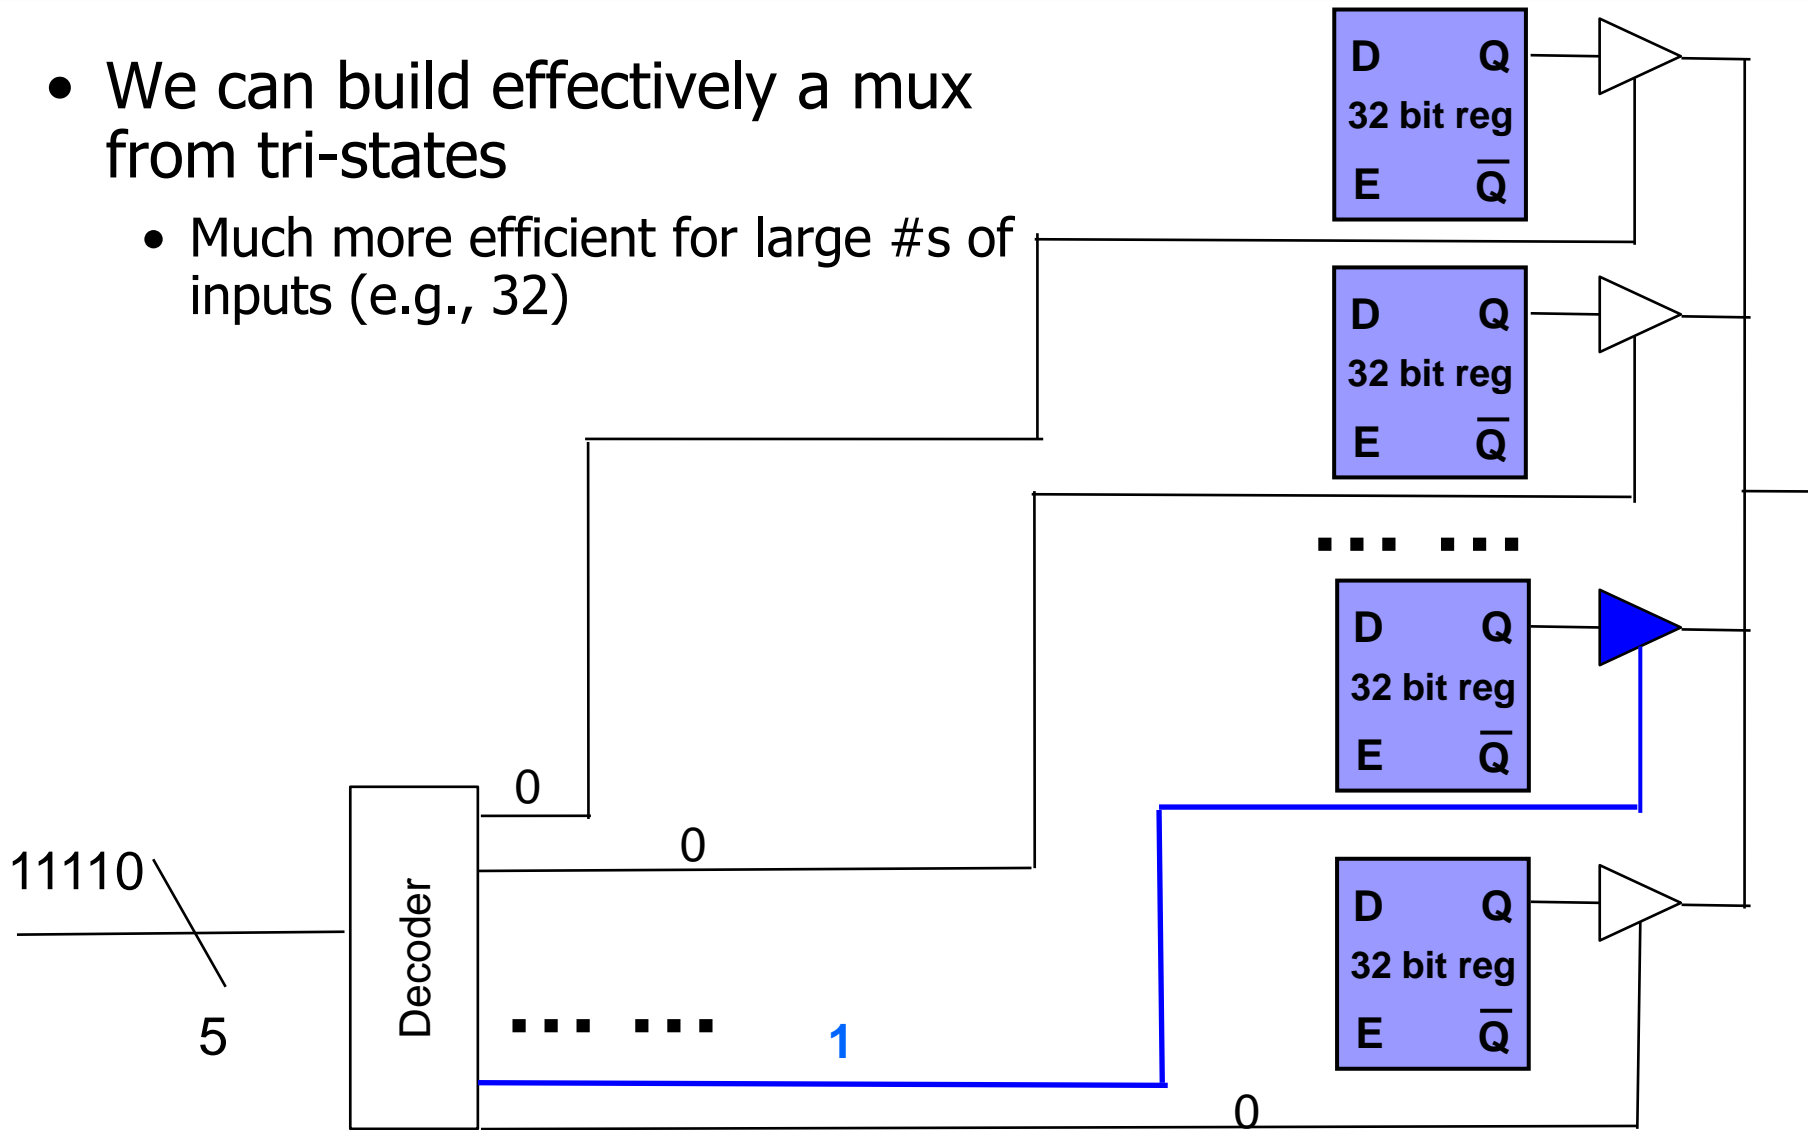 • We can build effectively a mux
from tri-states
• Much more efficient for large #s of
inputs (e.g., 32)
D Q
32 bit reg
E Q̅
D Q
32 bit reg
E Q̅
... ...
D Q
32 bit reg
E Q̅
D Q
32 bit reg
E Q̅
0
0
11110
5
Decoder
... ...
1
0